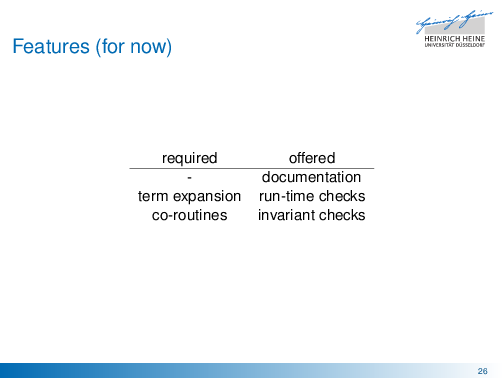 Features (for now)
HEINRICH HEINE
UNIVERSITÄT DÜSSELDORF
required offered
- documentation
term expansion run-time checks
co-routines invariant checks
26